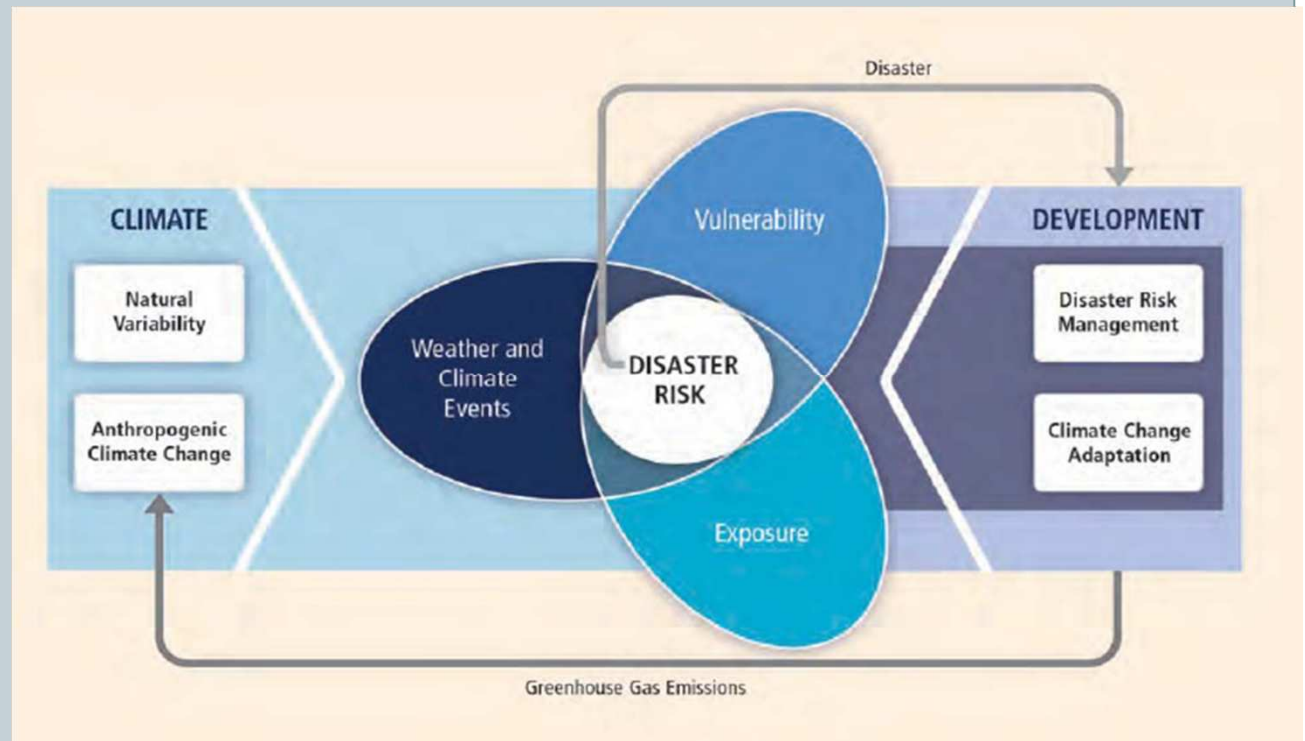 Disaster
CLIMATE
Natural
Variability
Anthropogenic
Climate Change
Weather and
Climate
Events
Vulnerability
DISASTER
RISK
Exposure
DEVELOPMENT
Disaster Risk
Management
Climate Change
Adaptation
Greenhouse Gas Emissions